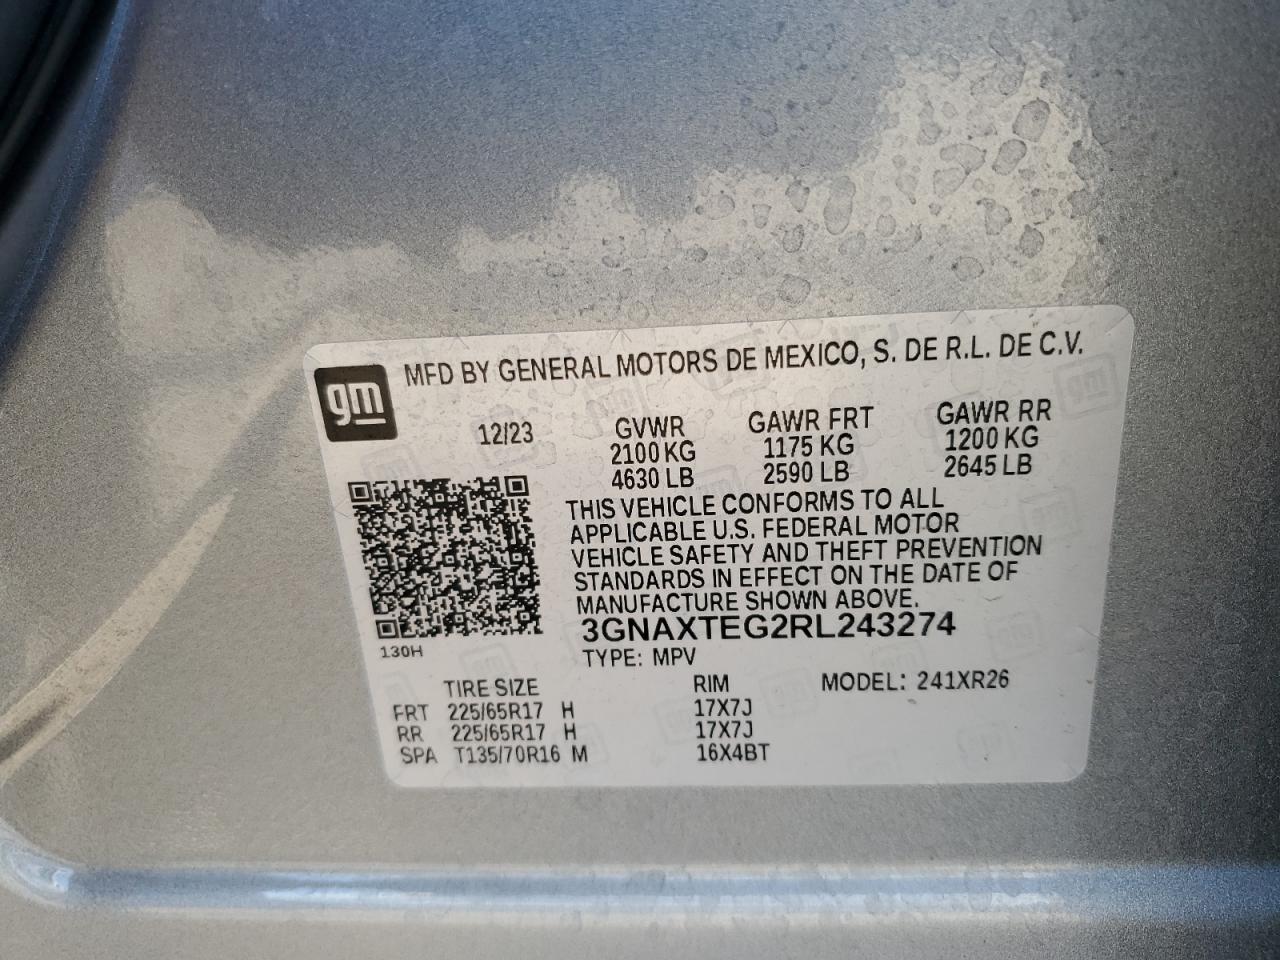 gm
MFD BY GENERAL MOTORS DE MEXICO, S. DE R.L. DE C.V.
12/23 GVWR GAWR FRT GAWR RR
2100 KG 1175 KG 1200 KG
4630 LB 2590 LB 2645 LB
THIS VEHICLE CONFORMS TO ALL
APPLICABLE U.S. FEDERAL MOTOR
VEHICLE SAFETY AND THEFT PREVENTION
STANDARDS IN EFFECT ON THE DATE OF
MANUFACTURE SHOWN ABOVE.
3GNAXTEG2RL243274
130H
TYPE: MPV
TIRE SIZE RIM MODEL: 241XR26
FRT 225/65R17 H 17X7J
RR 225/65R17 H 17X7J
SPA T135/70R16 M 16X4BT